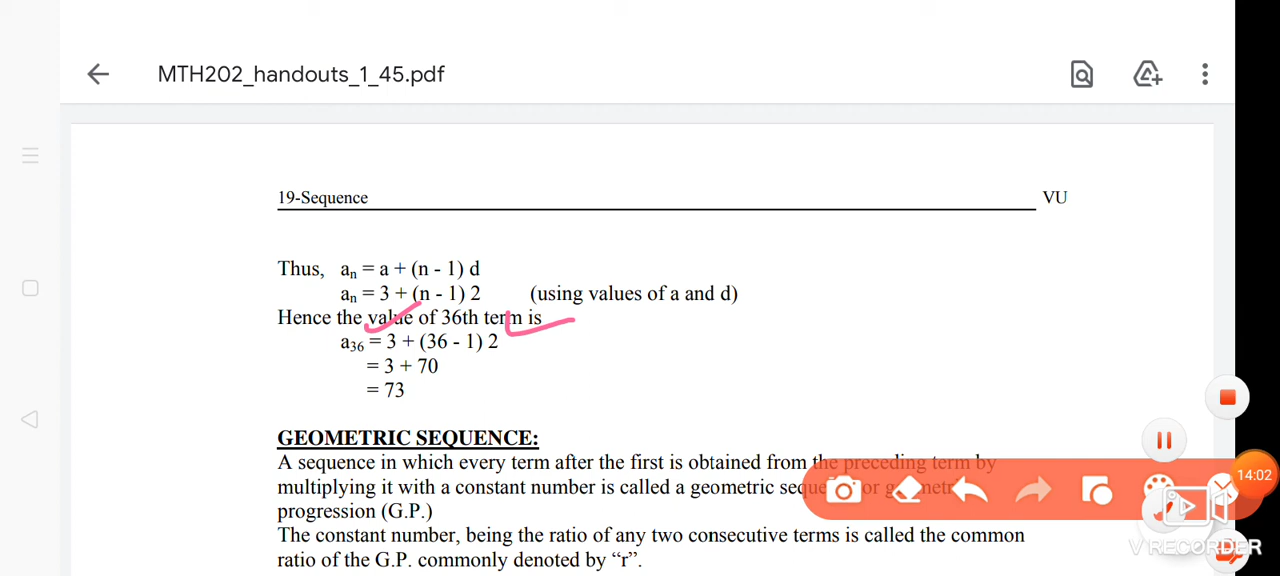 MTH202_handouts_1_45.pdf
19-Sequence VU
Thus, aₙ = a + (n - 1) d
aₙ = 3 + (n - 1) 2 (using values of a and d)
Hence the value of 36th term is
a₃₆ = 3 + (36 - 1) 2
= 3 + 70
= 73
GEOMETRIC SEQUENCE:
A sequence in which every term after the first is obtained from the preceding term by
multiplying it with a constant number is called a geometric sequence or geometric
progression (G.P.)
The constant number, being the ratio of any two consecutive terms is called the common
ratio of the G.P. commonly denoted by “r”.
14:02
VRECORDER